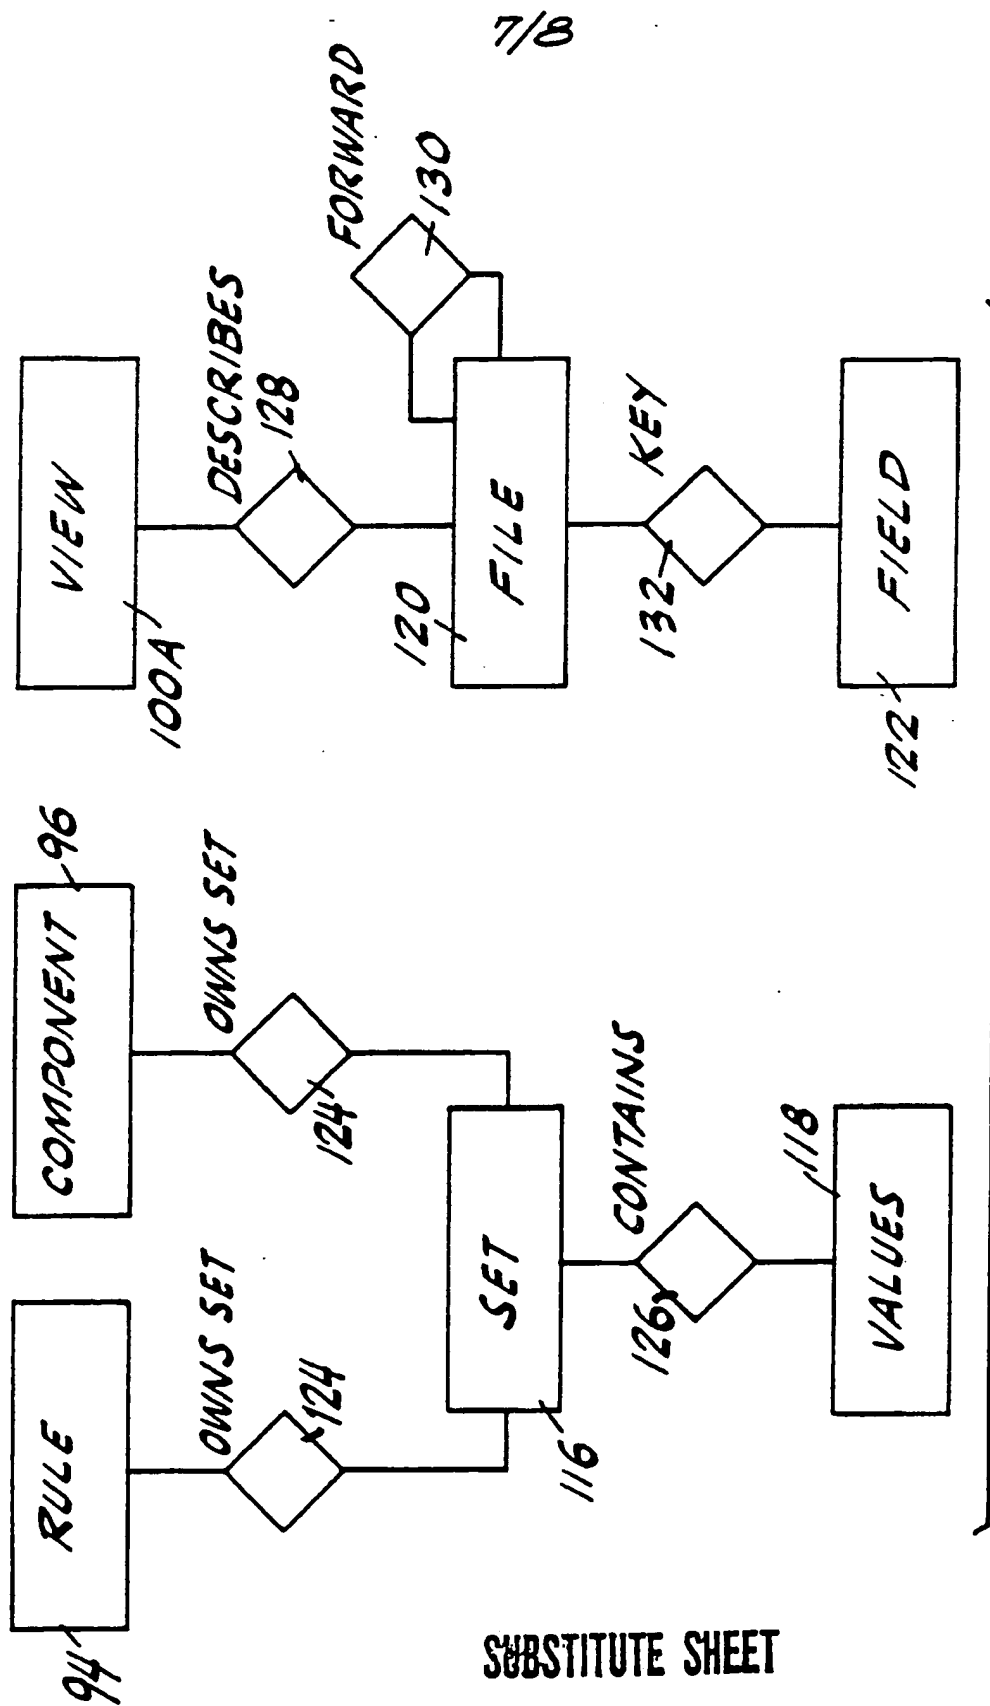 7/8
RULE
94
OWNS SET
124
COMPONENT
96
OWNS SET
124
SET
116
CONTAINS
126
VALUES
118
VIEW
100A
DESCRIBES
128
FILE
120
FORWARD
130
KEY
132
FIELD
122
SUBSTITUTE SHEET